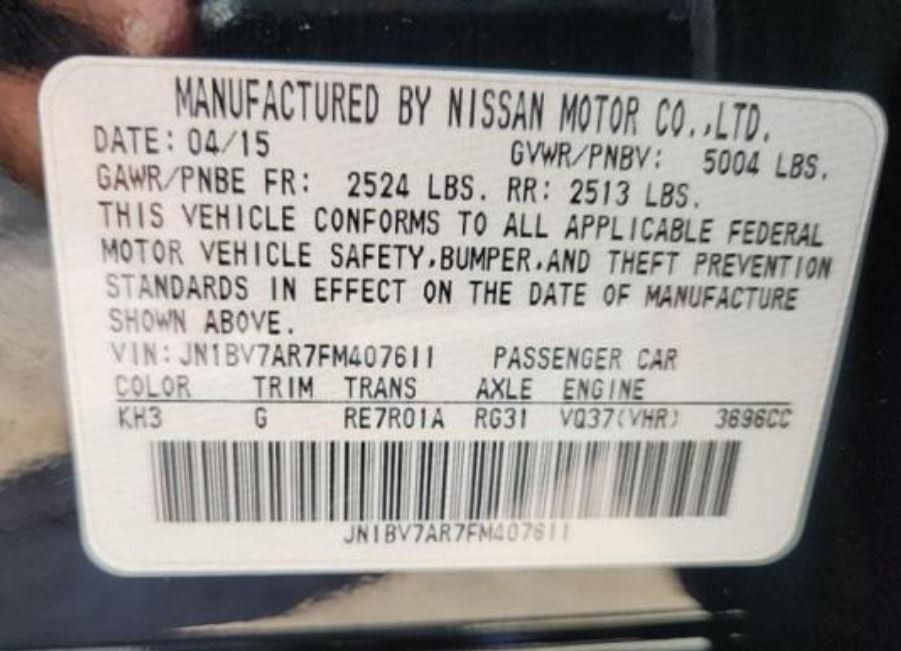 MANUFACTURED BY NISSAN MOTOR CO.,LTD.
DATE: 04/15 GVWR/PNBV: 5004 LBS.
GAWR/PNBE FR: 2524 LBS. RR: 2513 LBS.
THIS VEHICLE CONFORMS TO ALL APPLICABLE FEDERAL
MOTOR VEHICLE SAFETY,BUMPER,AND THEFT PREVENTION
STANDARDS IN EFFECT ON THE DATE OF MANUFACTURE
SHOWN ABOVE.
VIN: JN1BV7AR7FM407611 PASSENGER CAR
COLOR TRIM TRANS AXLE ENGINE
KH3 G RE7R01A RG31 VQ37(VHR) 3696CC
JN1BV7AR7FM407611